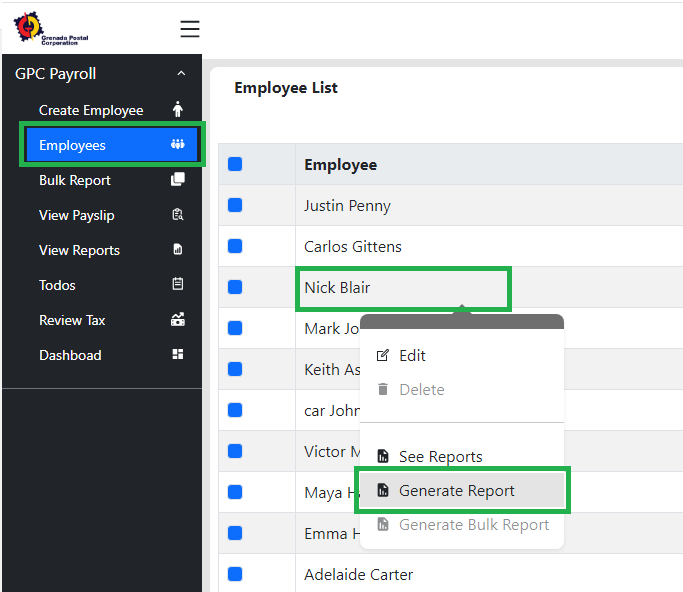 Grenada Postal
Corporation
GPC Payroll
Create Employee
Employees
Bulk Report
View Payslip
View Reports
Todos
Review Tax
Dashboad
Employee List
Employee
Justin Penny
Carlos Gittens
Nick Blair
Mark Jo
Keith As
car John
Victor M
Maya Ha
Emma H
Adelaide Carter
Edit
Delete
See Reports
Generate Report
Generate Bulk Report